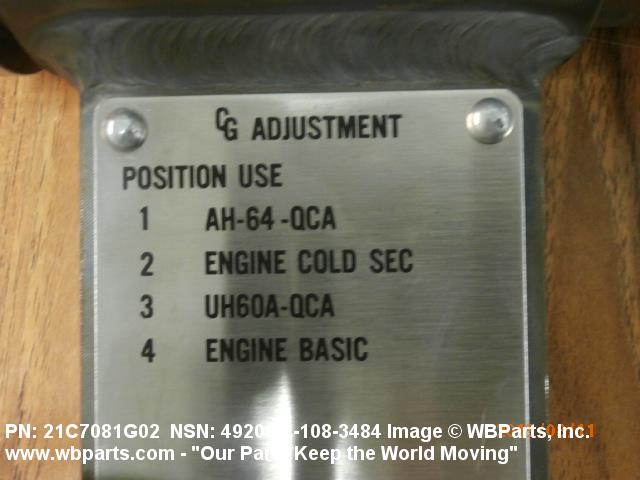 CG ADJUSTMENT
POSITION USE
1 AH-64-QCA
2 ENGINE COLD SEC
3 UH60A-QCA
4 ENGINE BASIC
PN: 21C7081G02 NSN: -108-3484 Image © WBParts, Inc.
www.wbparts.com - "Our Keep the World Moving"